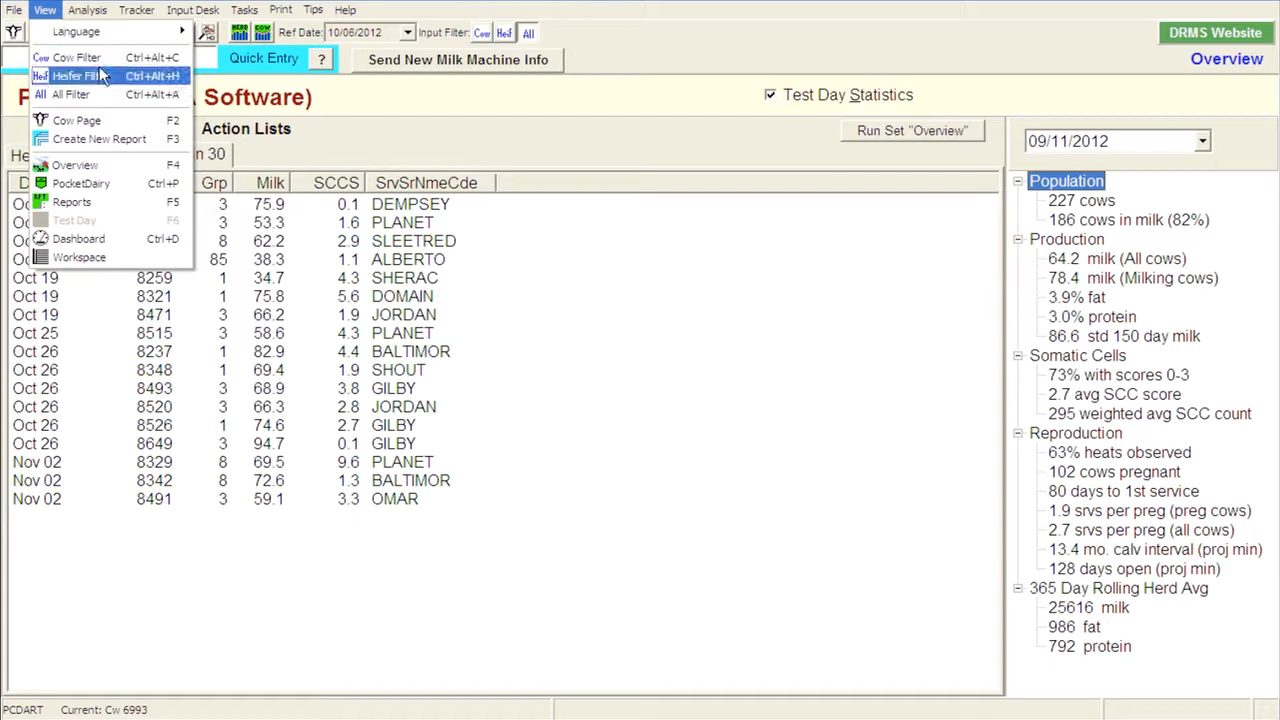 File View Analysis Tracker Input Desk Tasks Print Tips Help
Ref Date: 10/06/2012 Input Filter: Cow Heif All DRMS Website
Quick Entry ? Send New Milk Machine Info Overview
Language
Cow Cow Filter Ctrl+Alt+C
Heif Heifer Ctrl+Alt+H
All All Filter Ctrl+Alt+A
Cow Page F2
Create New Report F3
Overview F4
PocketDairy Ctrl+P
RPT Reports F5
Test Day F6
Dashboard Ctrl+D
Workspace
P A Software)
Test Day Statistics
Action Lists
Run Set "Overview"
He n 30
D Grp Milk SCCS SrvSrNmeCde
Oc 3 75.9 0.1 DEMPSEY
Oc 3 53.3 1.6 PLANET
Oc 8 62.2 2.9 SLEETRED
Oc 85 38.3 1.1 ALBERTO
Oct 19 8259 1 34.7 4.3 SHERAC
Oct 19 8321 1 75.8 5.6 DOMAIN
Oct 19 8471 3 66.2 1.9 JORDAN
Oct 25 8515 3 58.6 4.3 PLANET
Oct 26 8237 1 82.9 4.4 BALTIMOR
Oct 26 8348 1 69.4 1.9 SHOUT
Oct 26 8493 3 68.9 3.8 GILBY
Oct 26 8520 3 66.3 2.8 JORDAN
Oct 26 8526 1 74.6 2.7 GILBY
Oct 26 8649 3 94.7 0.1 GILBY
Nov 02 8329 8 69.5 9.6 PLANET
Nov 02 8342 8 72.6 1.3 BALTIMOR
Nov 02 8491 3 59.1 3.3 OMAR
09/11/2012
Population
227 cows
186 cows in milk (82%)
Production
64.2 milk (All cows)
78.4 milk (Milking cows)
3.9% fat
3.0% protein
86.6 std 150 day milk
Somatic Cells
73% with scores 0-3
2.7 avg SCC score
295 weighted avg SCC count
Reproduction
63% heats observed
102 cows pregnant
80 days to 1st service
1.9 srvs per preg (preg cows)
2.7 srvs per preg (all cows)
13.4 mo. calv interval (proj min)
128 days open (proj min)
365 Day Rolling Herd Avg
25616 milk
986 fat
792 protein
PCDART Current: Cw 6993